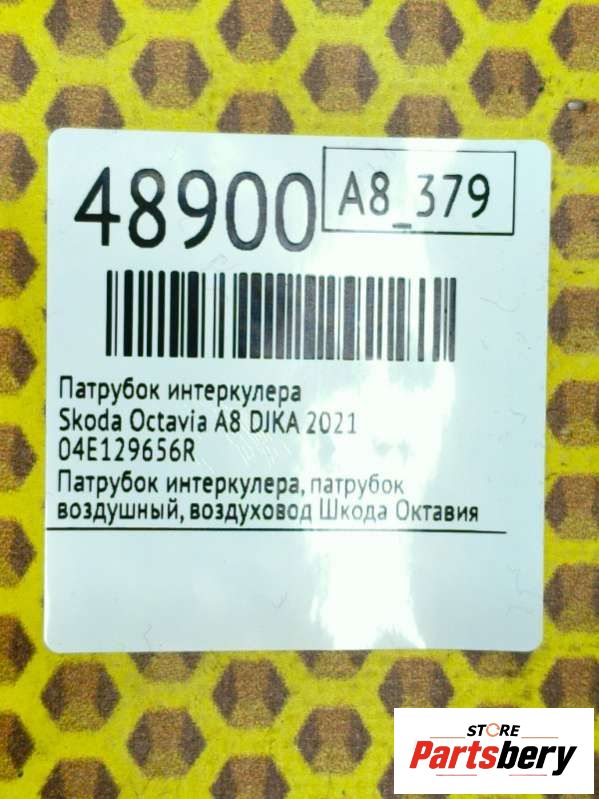 48900
A8_379
Патрубок интеркулера
Skoda Octavia A8 DJKA 2021
04E129656R
Патрубок интеркулера, патрубок
воздушный, воздуховод Шкода Октавия
STORE
Partsbery